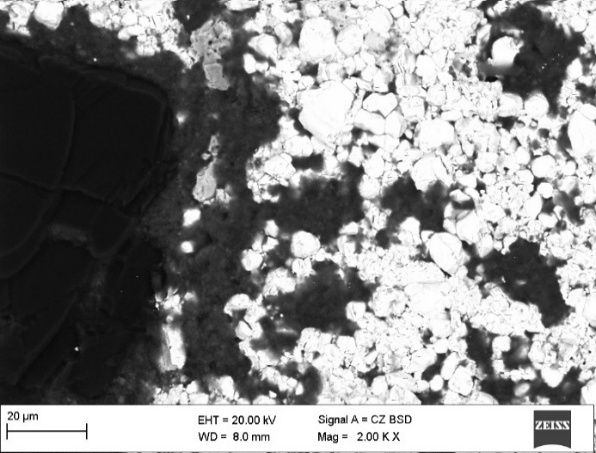 20 µm
EHT = 20.00 kV
Signal A = CZ BSD
WD = 8.0 mm
Mag = 2.00 K X
ZEISS